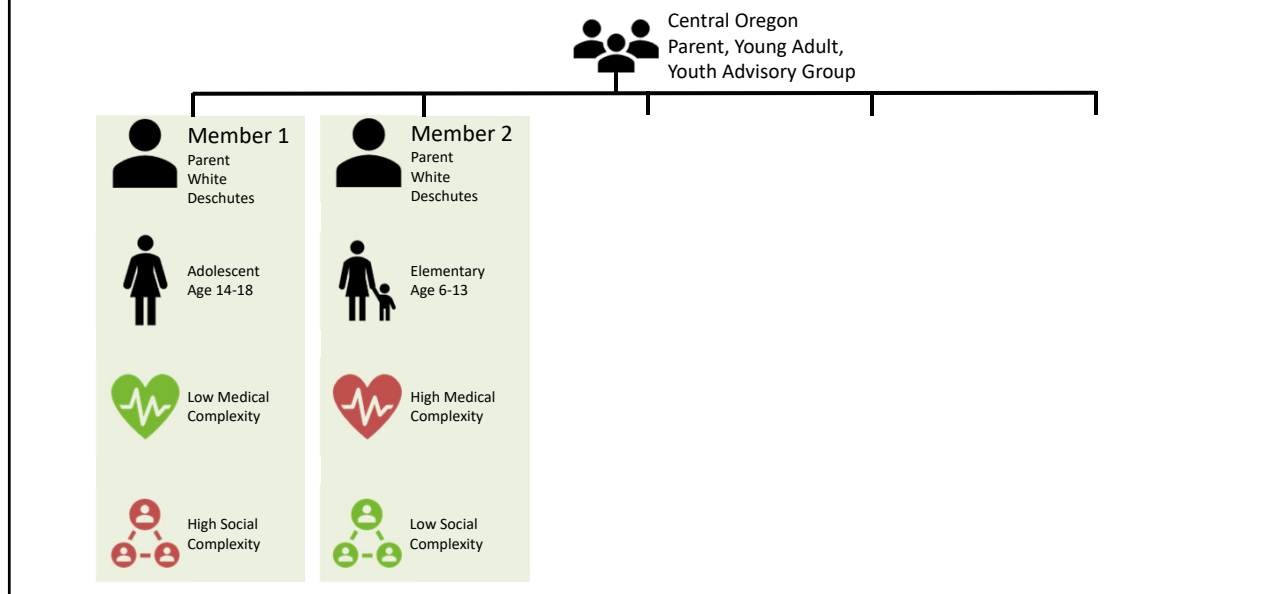 Central Oregon
Parent, Young Adult,
Youth Advisory Group
Member 1
Parent
White
Deschutes
Adolescent
Age 14-18
Low Medical
Complexity
High Social
Complexity
Member 2
Parent
White
Deschutes
Elementary
Age 6-13
High Medical
Complexity
Low Social
Complexity